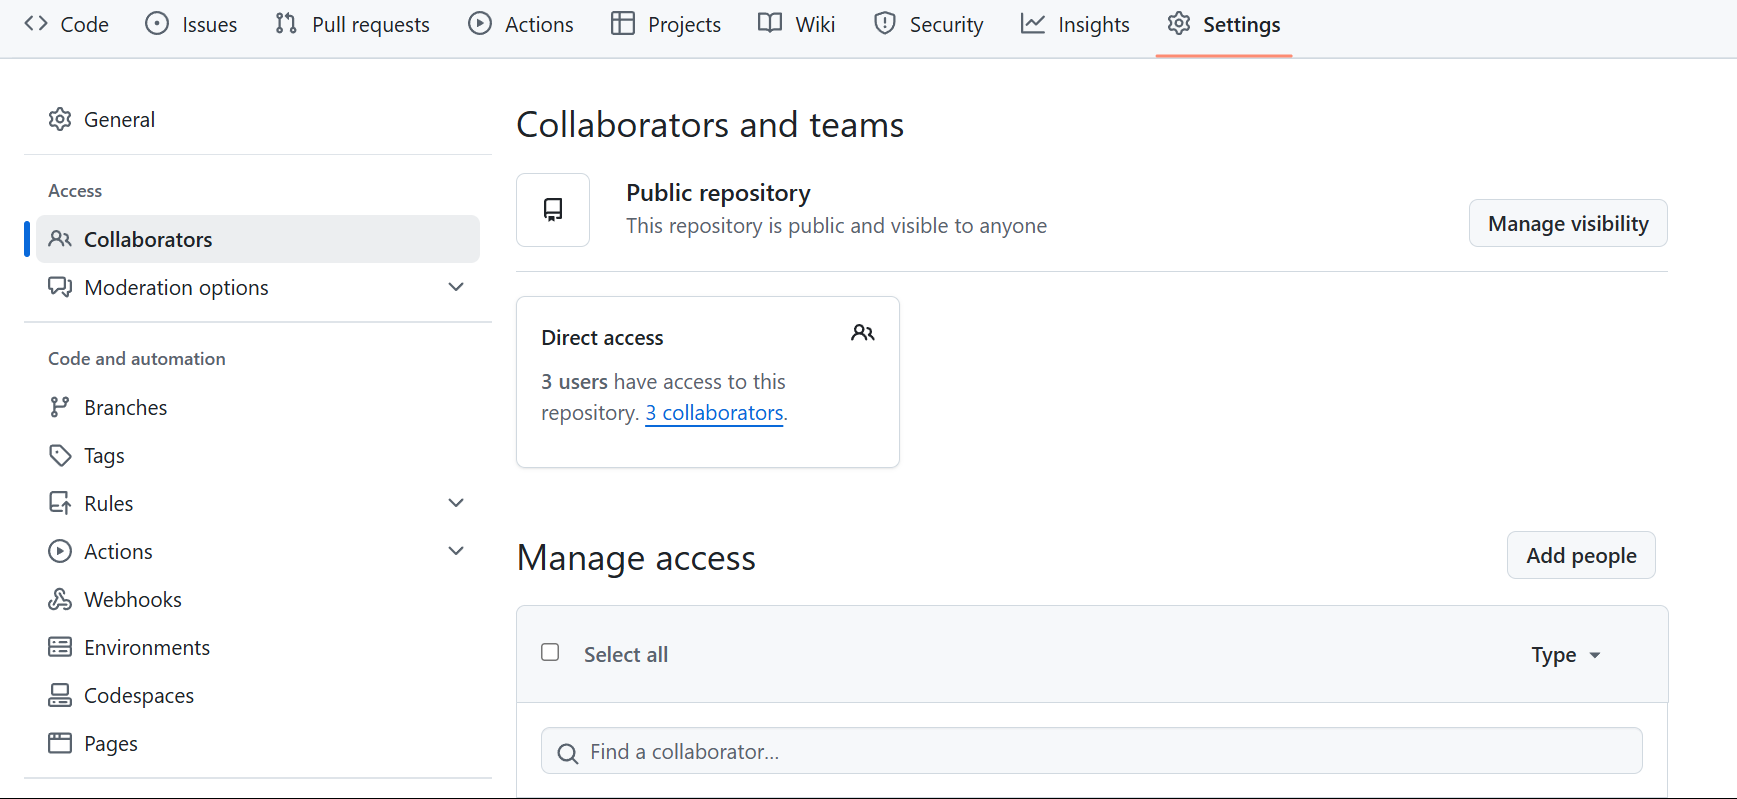 Code Issues Pull requests Actions Projects Wiki Security Insights Settings
General
Access
Collaborators
Moderation options
Code and automation
Branches
Tags
Rules
Actions
Webhooks
Environments
Codespaces
Pages
Collaborators and teams
Public repository
This repository is public and visible to anyone
Manage visibility
Direct access
3 users have access to this
repository. 3 collaborators.
Manage access
Add people
Select all
Type
Find a collaborator...